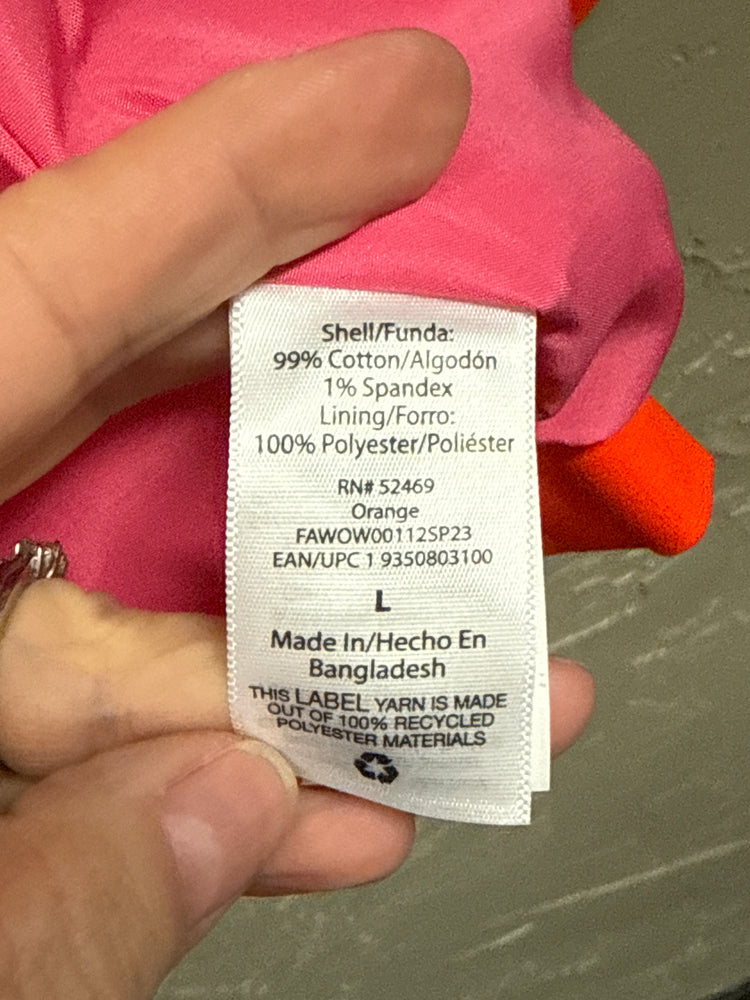 Shell/Funda:
99% Cotton/Algodón
1% Spandex
Lining/Forro:
100% Polyester/Poliéster
RN# 52469
Orange
FAWOW00112SP23
EAN/UPC 1 9350803100
L
Made In/Hecho En
Bangladesh
THIS LABEL YARN IS MADE
OUT OF 100% RECYCLED
POLYESTER MATERIALS